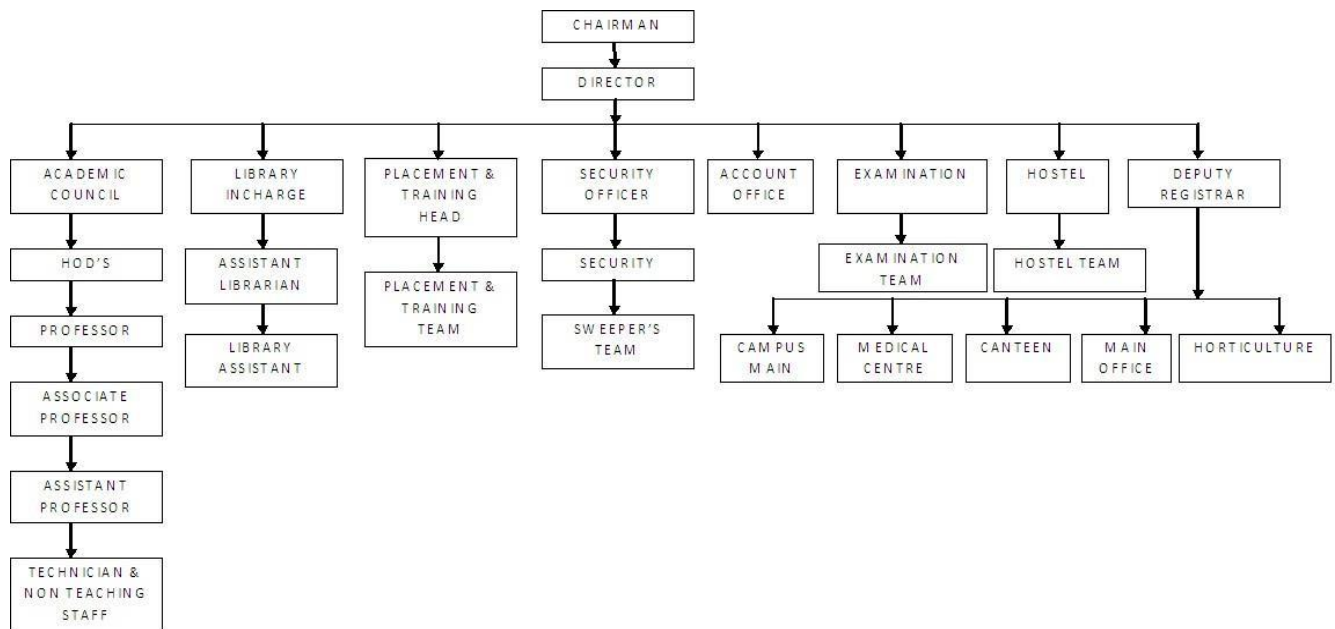 CHAIRMAN
DIRECTOR
ACADEMIC
COUNCIL
LIBRARY
INCHARGE
PLACEMENT &
TRAINING
HEAD
SECURITY
OFFICER
ACCOUNT
OFFICE
EXAMINATION
HOSTEL
DEPUTY
REGISTRAR
HOD'S
ASSISTANT
LIBRARIAN
PLACEMENT &
TRAINING
TEAM
SECURITY
EXAMINATION
TEAM
HOSTEL TEAM
PROFESSOR
LIBRARY
ASSISTANT
SWEEPER'S
TEAM
CAMPUS
MAIN
MEDICAL
CENTRE
CANTEEN
MAIN
OFFICE
HORTICULTURE
ASSOCIATE
PROFESSOR
ASSISTANT
PROFESSOR
TECHNICIAN &
NON TEACHING
STAFF